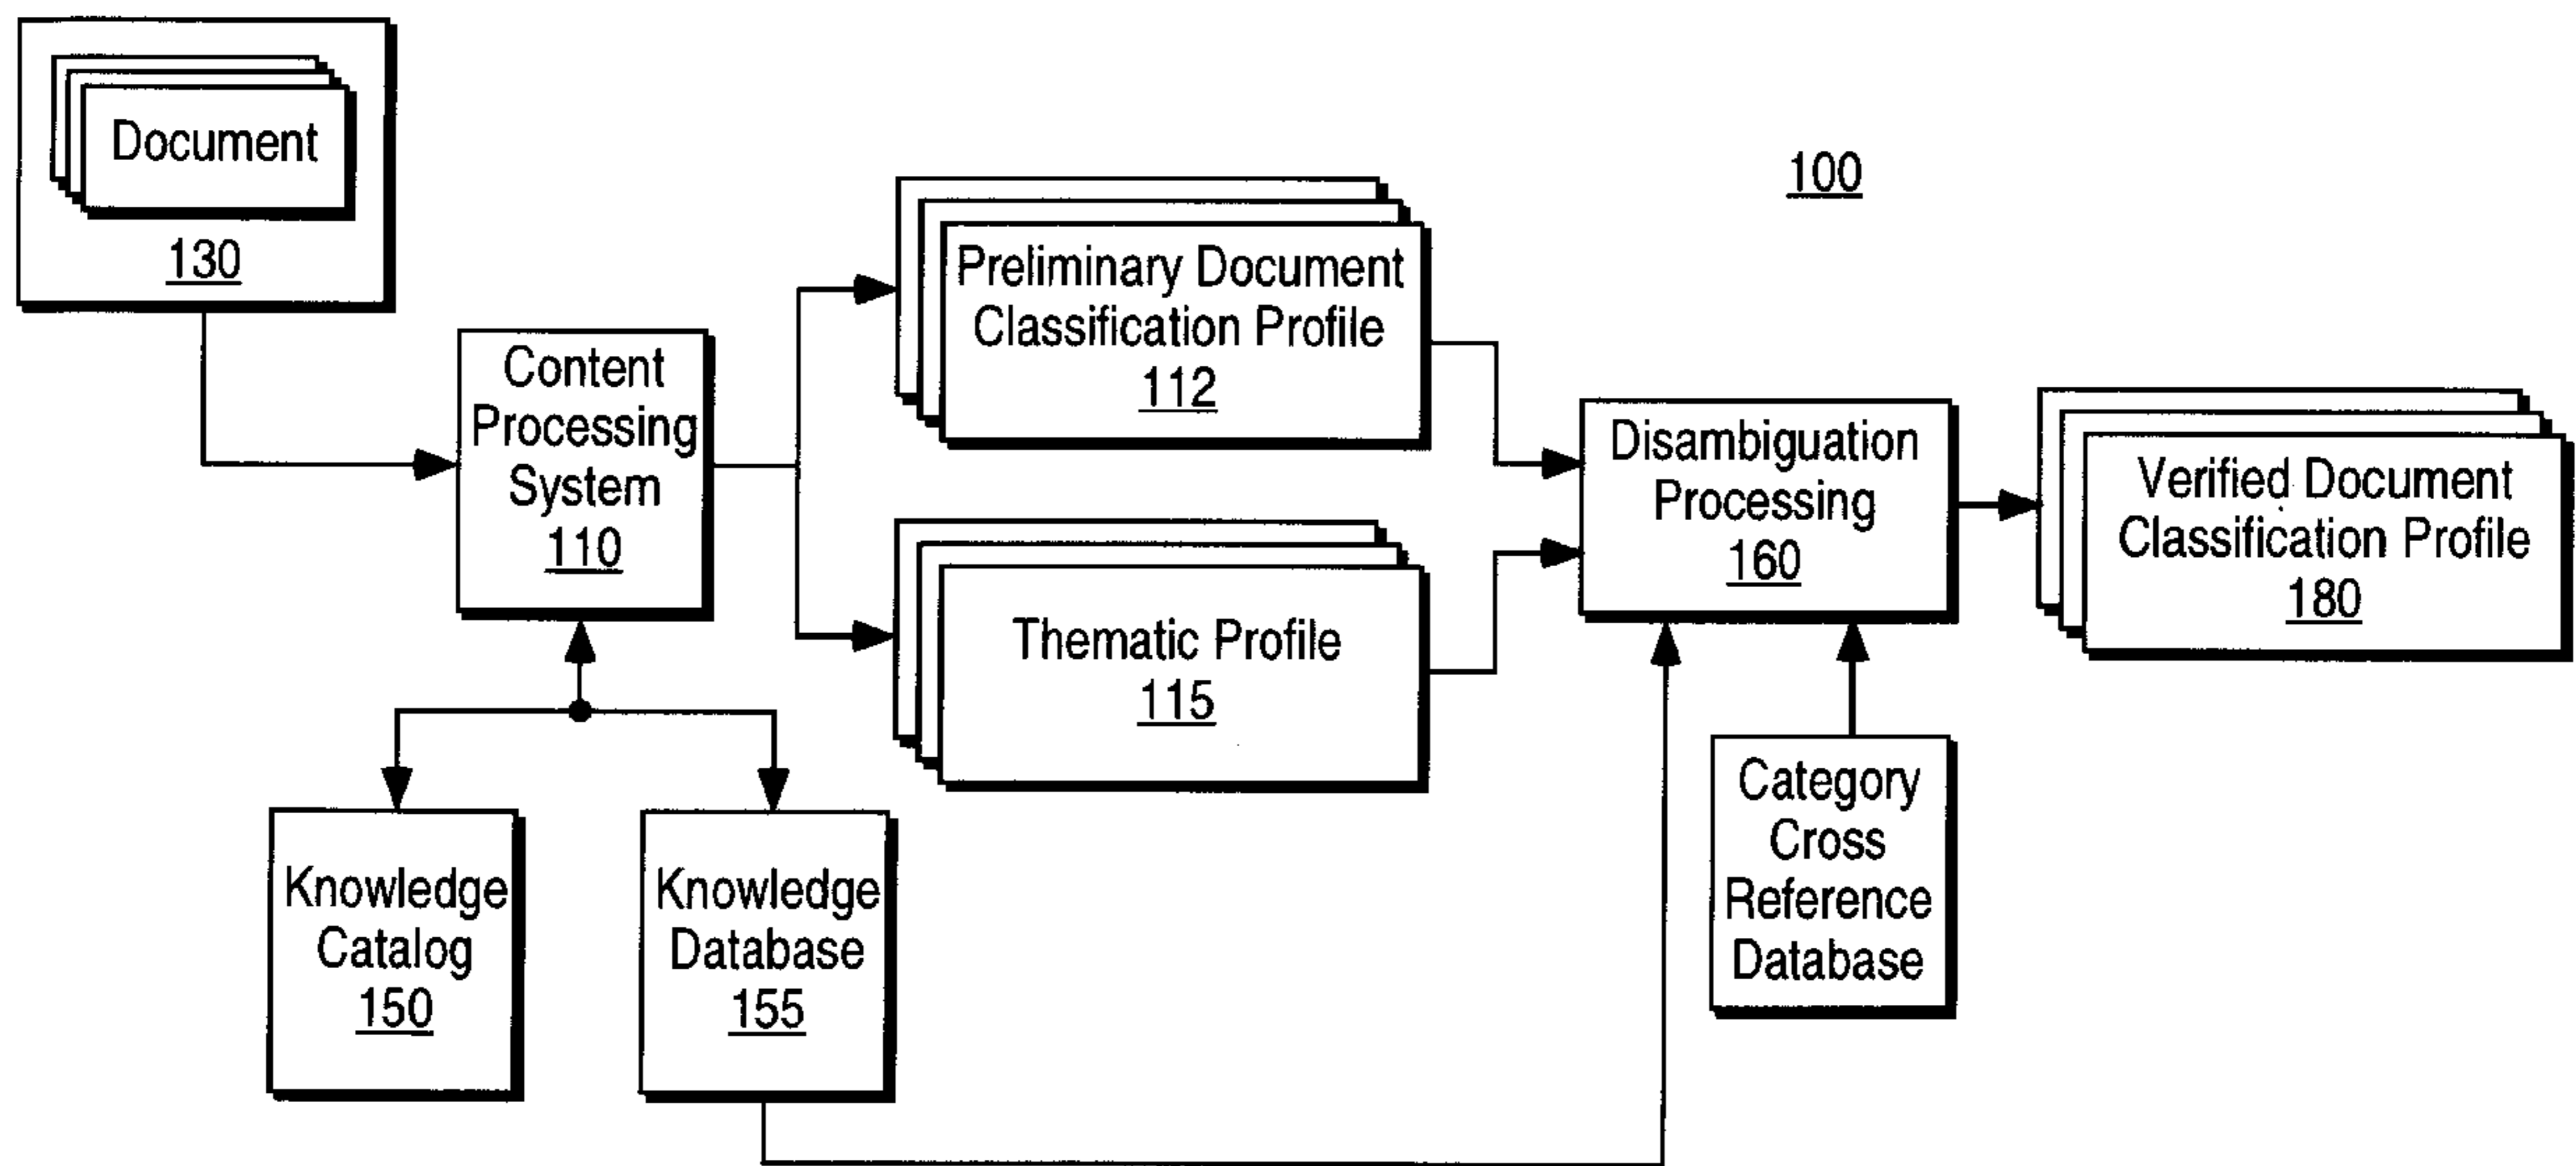 Document
130
100
Preliminary Document
Classification Profile
112
Content
Processing
System
110
Disambiguation
Processing
160
Verified Document
Classification Profile
180
Thematic Profile
115
Knowledge
Catalog
150
Knowledge
Database
155
Category
Cross
Reference
Database